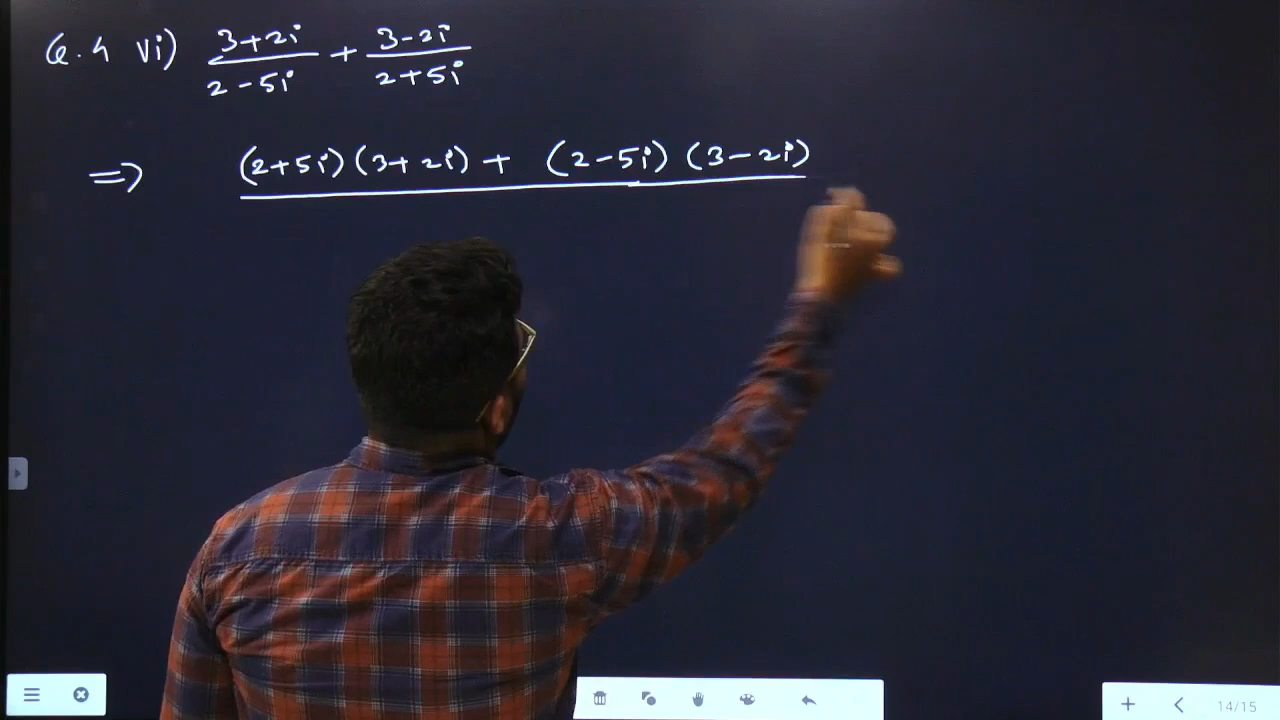 Q.4 vi) (3+2i)/(2-5i) + (3-2i)/(2+5i)
=> (2+5i)(3+2i) + (2-5i)(3-2i)
14/15